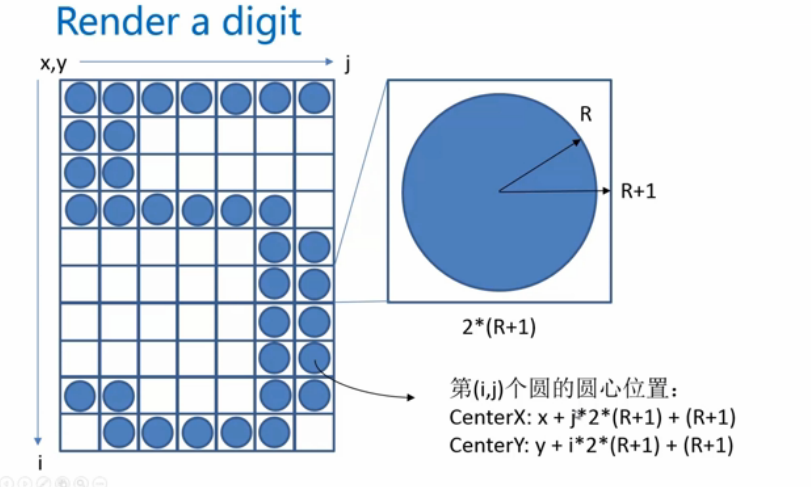 Render a digit
x,y
j
R
R+1
2*(R+1)
第(i,j)个圆的圆心位置：
CenterX: x + j*2*(R+1) + (R+1)
CenterY: y + i*2*(R+1) + (R+1)
i